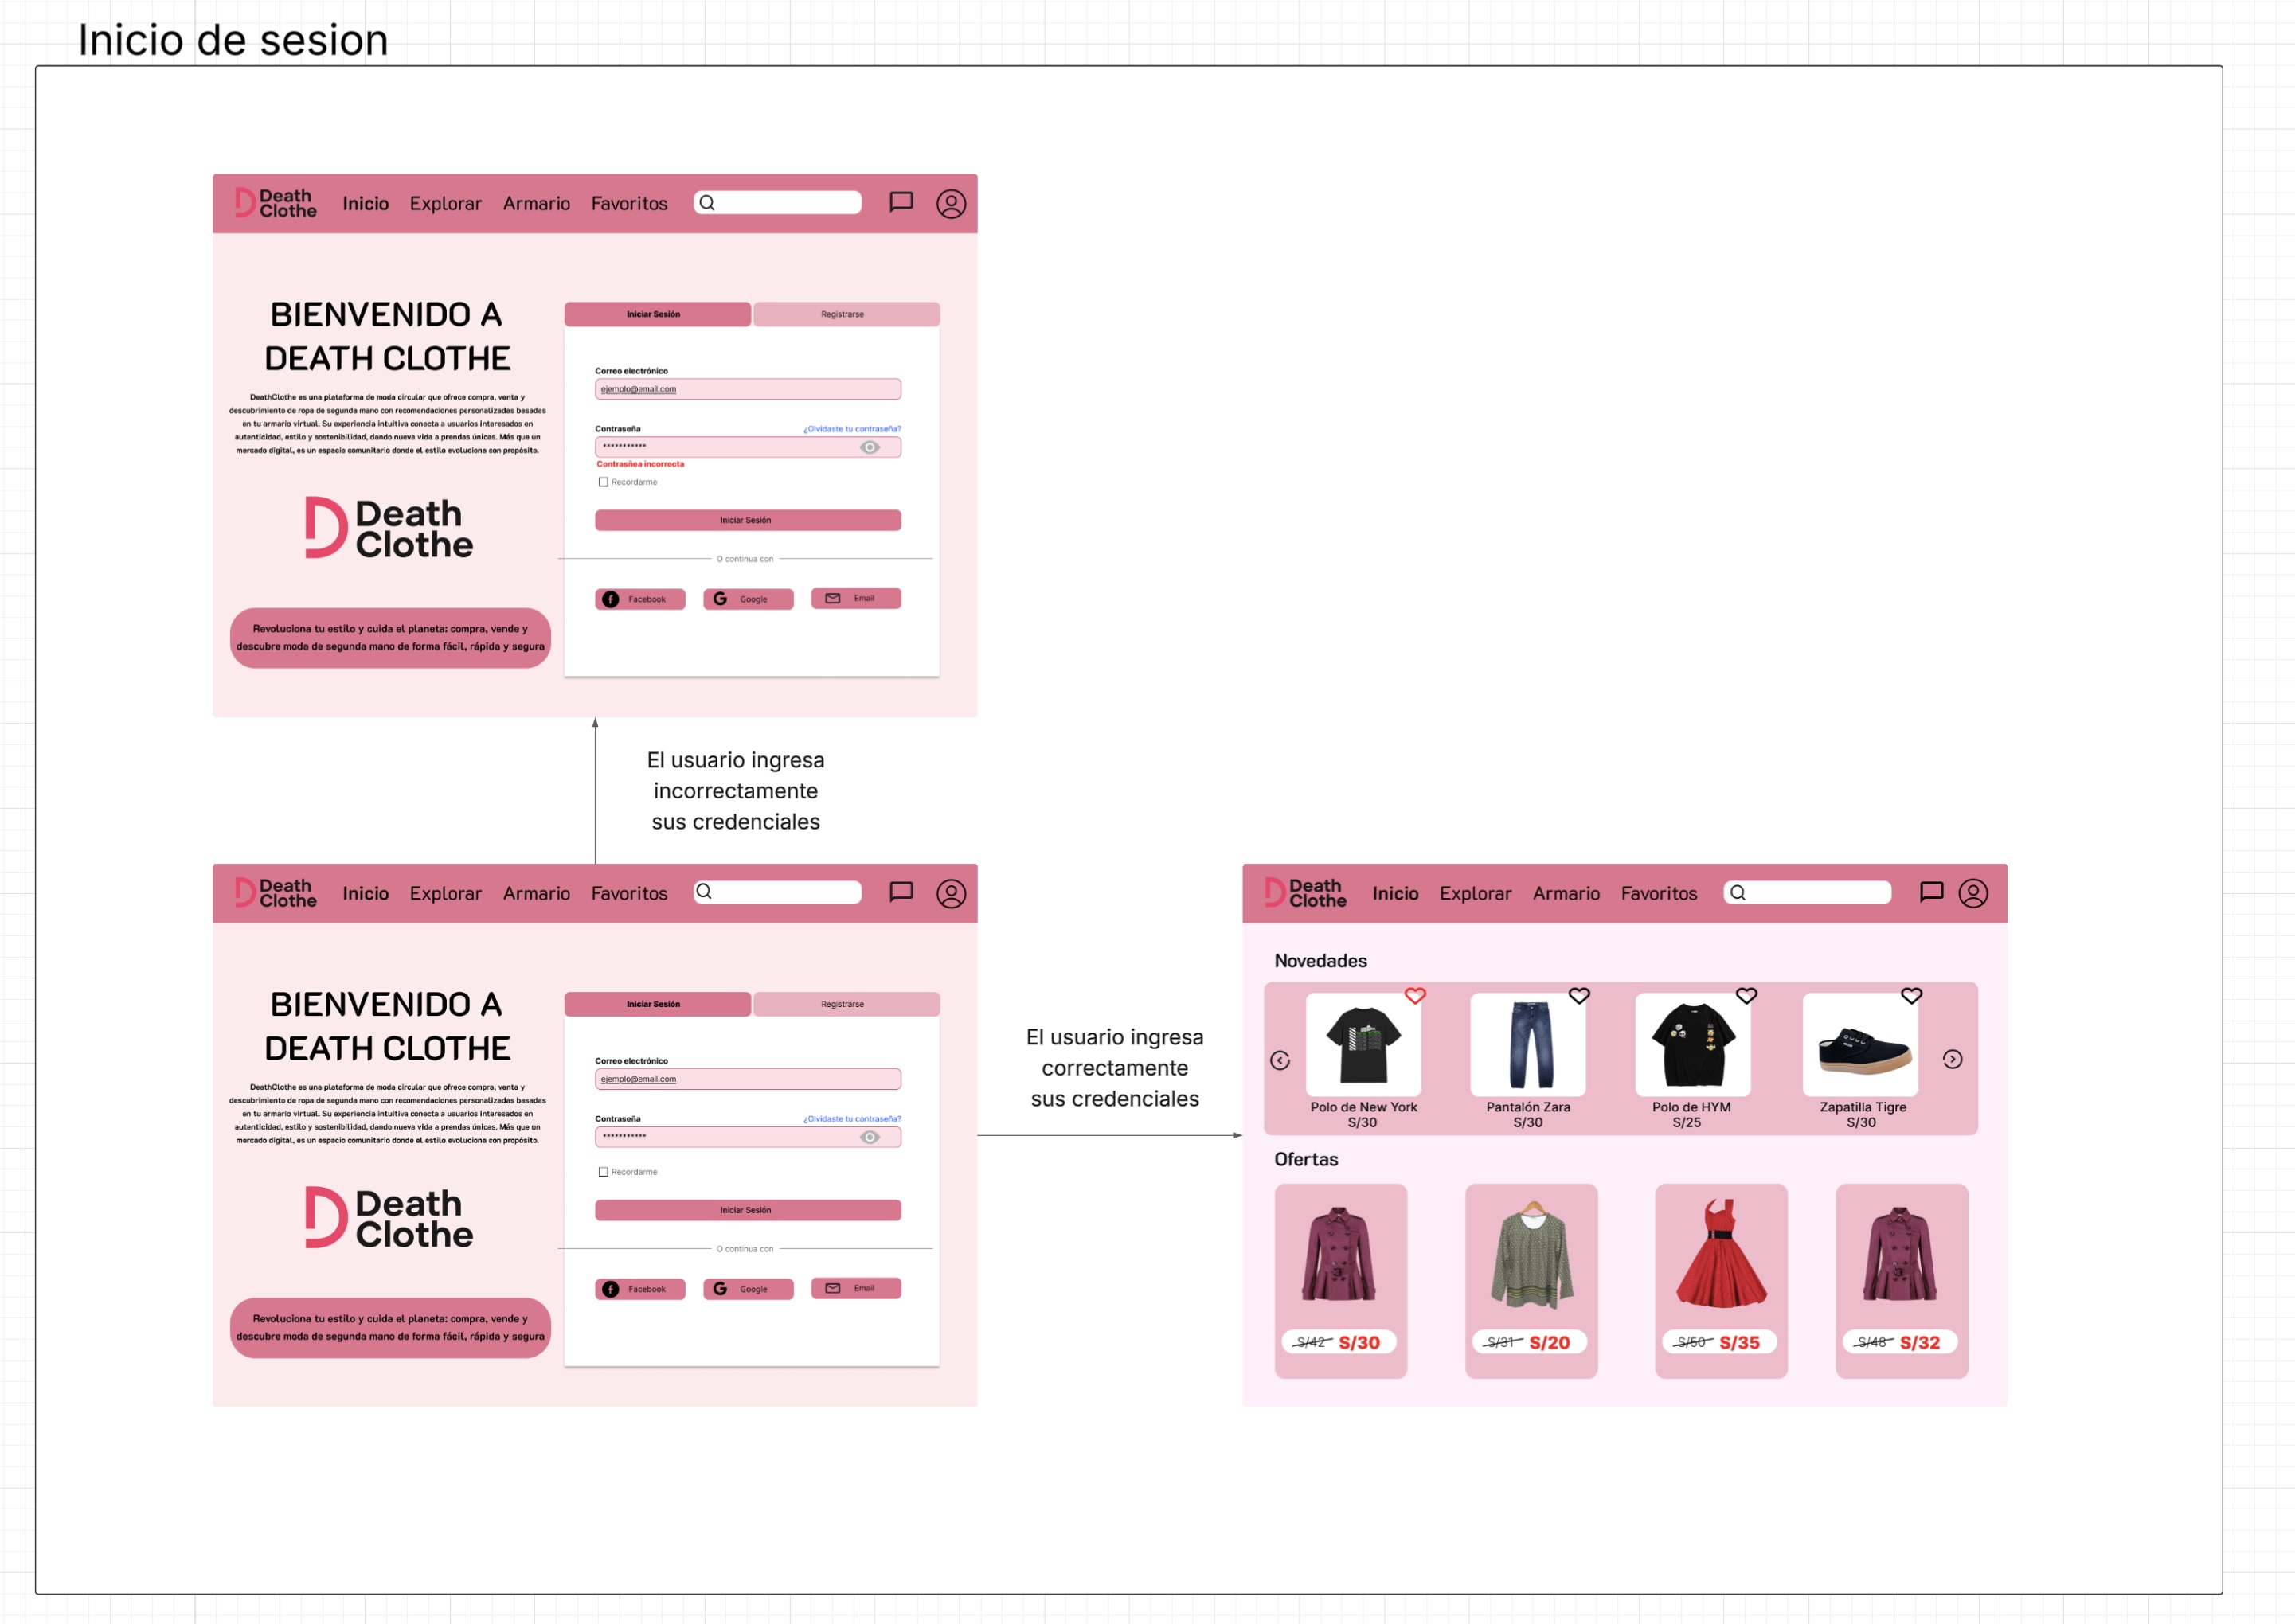 Inicio de sesion
Death
Clothe
Inicio Explorar Armario Favoritos
BIENVENIDO A
DEATH CLOTHE
DeathClothe es una plataforma de moda circular que ofrece compra, venta y
descubrimiento de ropa de segunda mano con recomendaciones personalizadas basadas
en tu armario virtual. Su experiencia intuitiva conecta a usuarios interesados en
autenticidad, estilo y sostenibilidad, dando nueva vida a prendas únicas. Más que un
mercado digital, es un espacio comunitario donde el estilo evoluciona con propósito.
Death
Clothe
Revoluciona tu estilo y cuida el planeta: compra, vende y
descubre moda de segunda mano de forma fácil, rápida y segura
Iniciar Sesión Registrarse
Correo electrónico
ejemplo@email.com
Contraseña ¿Olvidaste tu contraseña?
***********
Contrasñea incorrecta
Recordarme
Iniciar Sesión
O continua con
Facebook Google Email
El usuario ingresa
incorrectamente
sus credenciales
Death
Clothe
Inicio Explorar Armario Favoritos
BIENVENIDO A
DEATH CLOTHE
DeathClothe es una plataforma de moda circular que ofrece compra, venta y
descubrimiento de ropa de segunda mano con recomendaciones personalizadas basadas
en tu armario virtual. Su experiencia intuitiva conecta a usuarios interesados en
autenticidad, estilo y sostenibilidad, dando nueva vida a prendas únicas. Más que un
mercado digital, es un espacio comunitario donde el estilo evoluciona con propósito.
Death
Clothe
Revoluciona tu estilo y cuida el planeta: compra, vende y
descubre moda de segunda mano de forma fácil, rápida y segura
Iniciar Sesión Registrarse
Correo electrónico
ejemplo@email.com
Contraseña ¿Olvidaste tu contraseña?
***********
Recordarme
Iniciar Sesión
O continua con
Facebook Google Email
El usuario ingresa
correctamente
sus credenciales
Death
Clothe
Inicio Explorar Armario Favoritos
Novedades
Polo de New York Pantalón Zara Polo de HYM Zapatilla Tigre
S/30 S/30 S/25 S/30
Ofertas
S/42 S/30 S/31 S/20 S/50 S/35 S/48 S/32